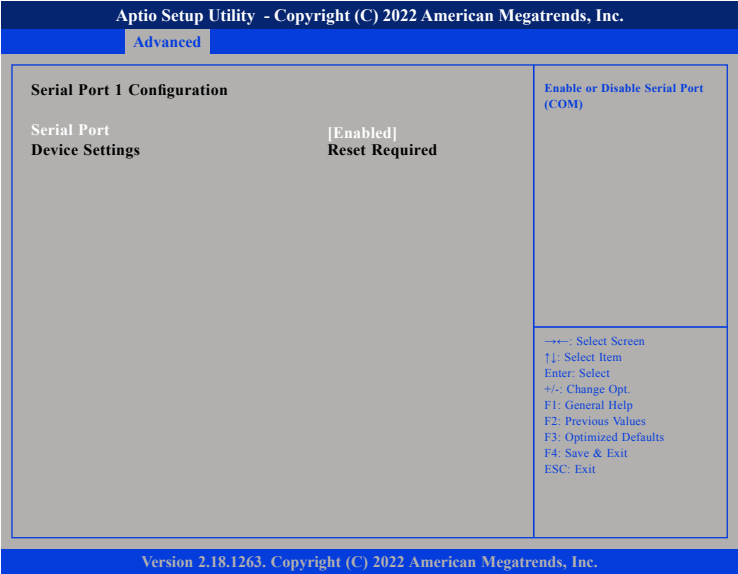 Aptio Setup Utility - Copyright (C) 2022 American Megatrends, Inc.
Advanced
Serial Port 1 Configuration
Serial Port [Enabled]
Device Settings Reset Required
Enable or Disable Serial Port
(COM)
→←: Select Screen
↑↓: Select Item
Enter: Select
+/-: Change Opt.
F1: General Help
F2: Previous Values
F3: Optimized Defaults
F4: Save & Exit
ESC: Exit
Version 2.18.1263. Copyright (C) 2022 American Megatrends, Inc.